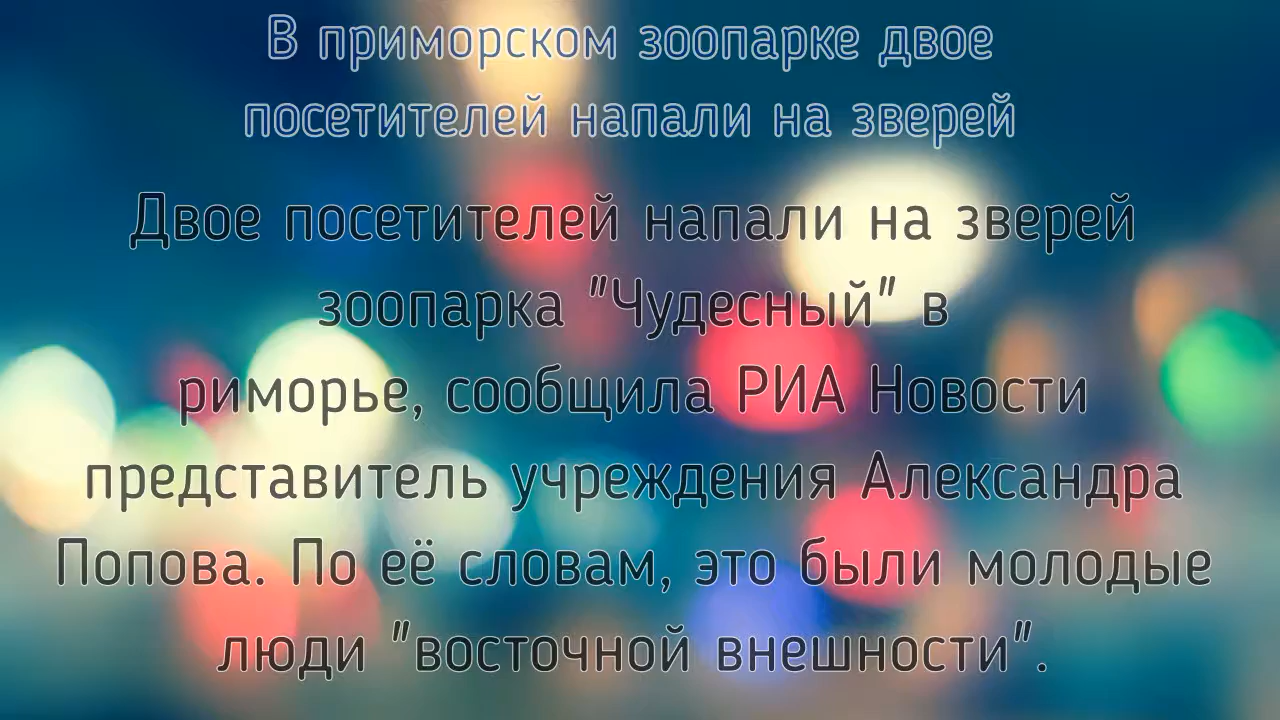 В приморском зоопарке двое
посетителей напали на зверей
Двое посетителей напали на зверей
зоопарка "Чудесный" в
риморье, сообщила РИА Новости
представитель учреждения Александра
Попова. По её словам, это были молодые
люди "восточной внешности".